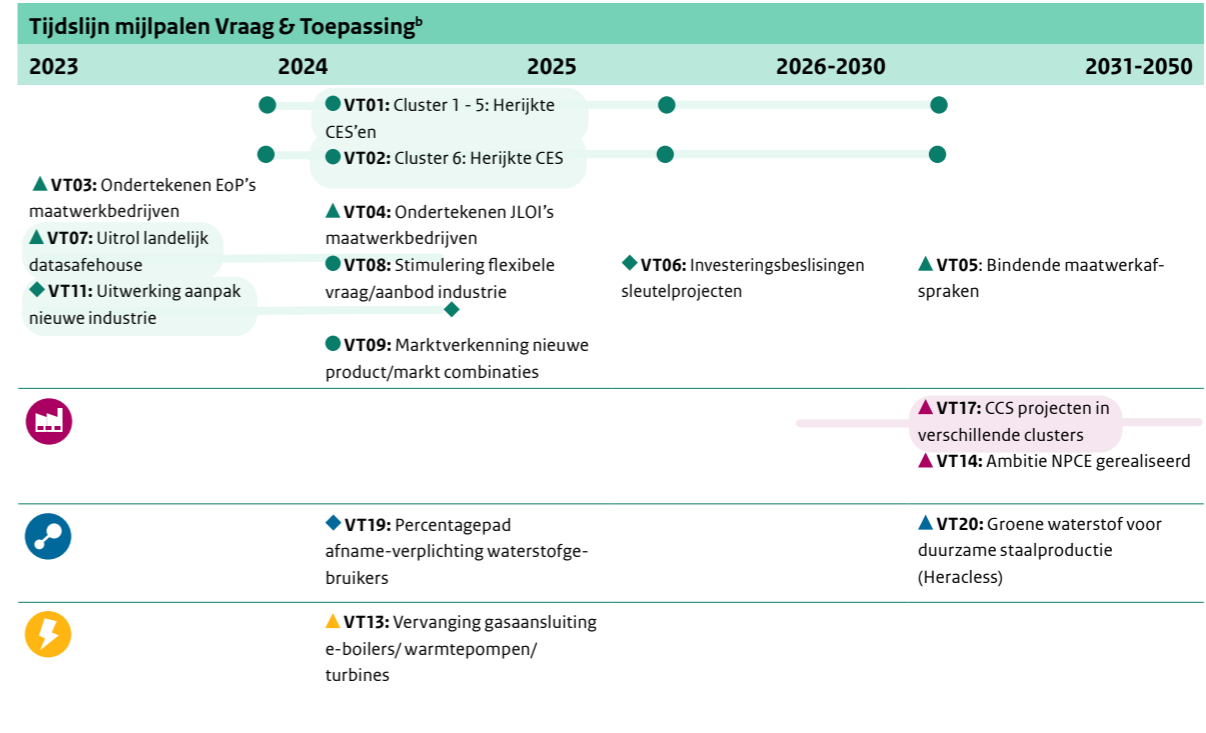 Tijdslijn mijlpalen Vraag & Toepassingᵇ
2023 2024 2025 2026-2030 2031-2050
VT01: Cluster 1 - 5: Herijkte
CES’en
VT02: Cluster 6: Herijkte CES
VT03: Ondertekenen EoP’s
maatwerkbedrijven
VT07: Uitrol landelijk
datasafehouse
VT11: Uitwerking aanpak
nieuwe industrie
VT04: Ondertekenen JLOI’s
maatwerkbedrijven
VT08: Stimulering flexibele
vraag/aanbod industrie
VT09: Marktverkenning nieuwe
product/markt combinaties
VT06: Investeringsbeslisingen
sleutelprojecten
VT05: Bindende maatwerkaf-
spraken
VT17: CCS projecten in
verschillende clusters
VT14: Ambitie NPCE gerealiseerd
VT19: Percentagepad
afname-verplichting waterstofge-
bruikers
VT20: Groene waterstof voor
duurzame staalproductie
(Heracless)
VT13: Vervanging gasaansluiting
e-boilers/ warmtepompen/
turbines